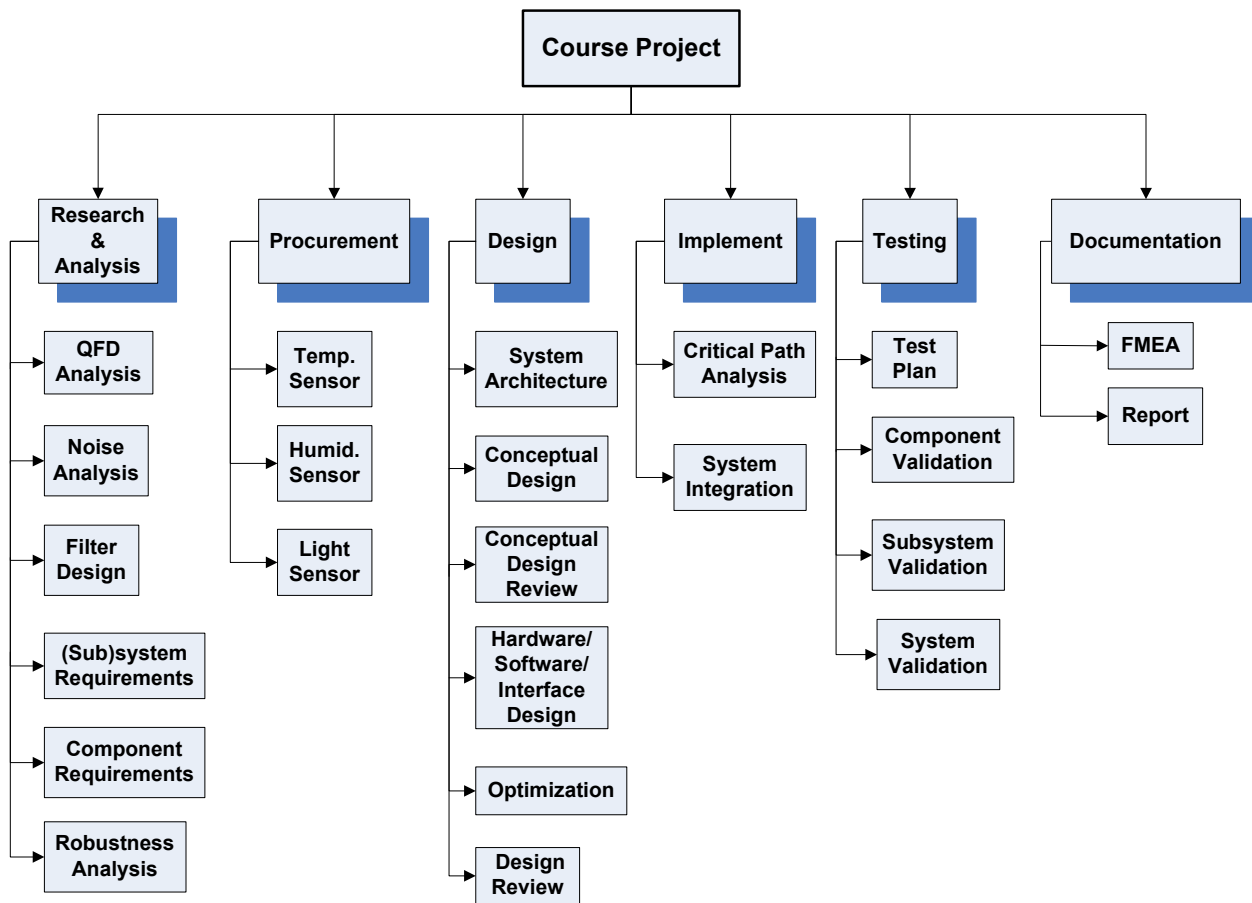 Course Project
Research
&
Analysis
QFD
Analysis
Noise
Analysis
Filter
Design
(Sub)system
Requirements
Component
Requirements
Robustness
Analysis
Procurement
Temp.
Sensor
Humid.
Sensor
Light
Sensor
Design
System
Architecture
Conceptual
Design
Conceptual
Design
Review
Hardware/
Software/
Interface
Design
Optimization
Design
Review
Implement
Critical Path
Analysis
System
Integration
Testing
Test
Plan
Component
Validation
Subsystem
Validation
System
Validation
Documentation
FMEA
Report